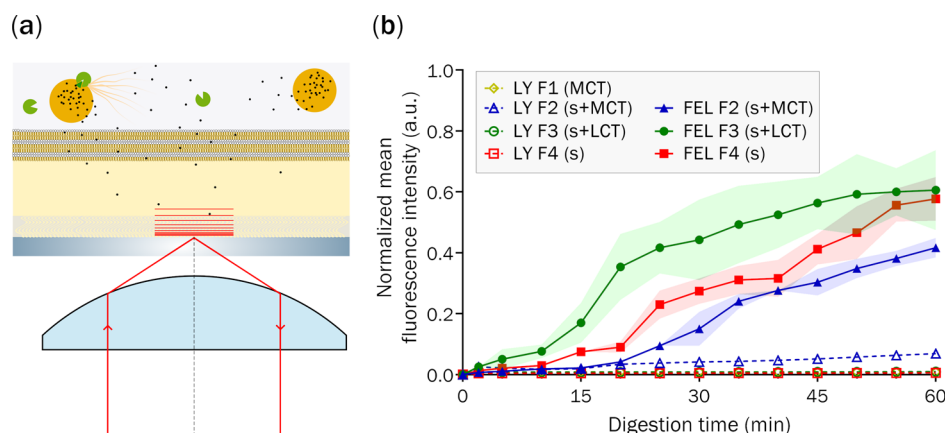 (a)
(b)
Normalized mean
fluorescence intensity (a.u.)
1.0
0.8
0.6
0.4
0.2
0.0
LY F1 (MCT)
LY F2 (s+MCT) FEL F2 (s+MCT)
LY F3 (s+LCT) FEL F3 (s+LCT)
LY F4 (s) FEL F4 (s)
0 15 30 45 60
Digestion time (min)